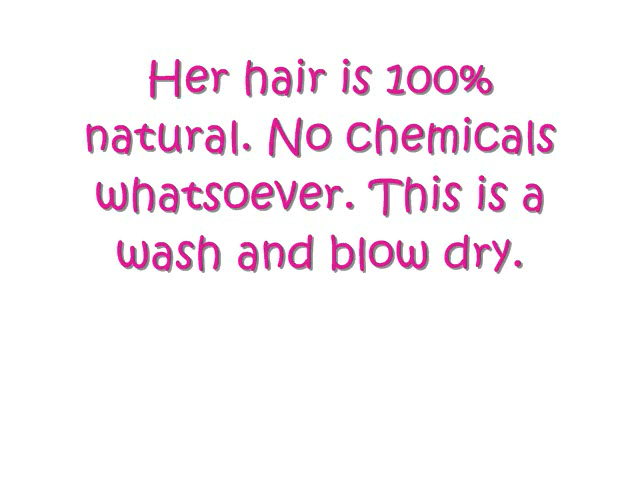 Her hair is 100%
natural. No chemicals
whatsoever. This is a
wash and blow dry.